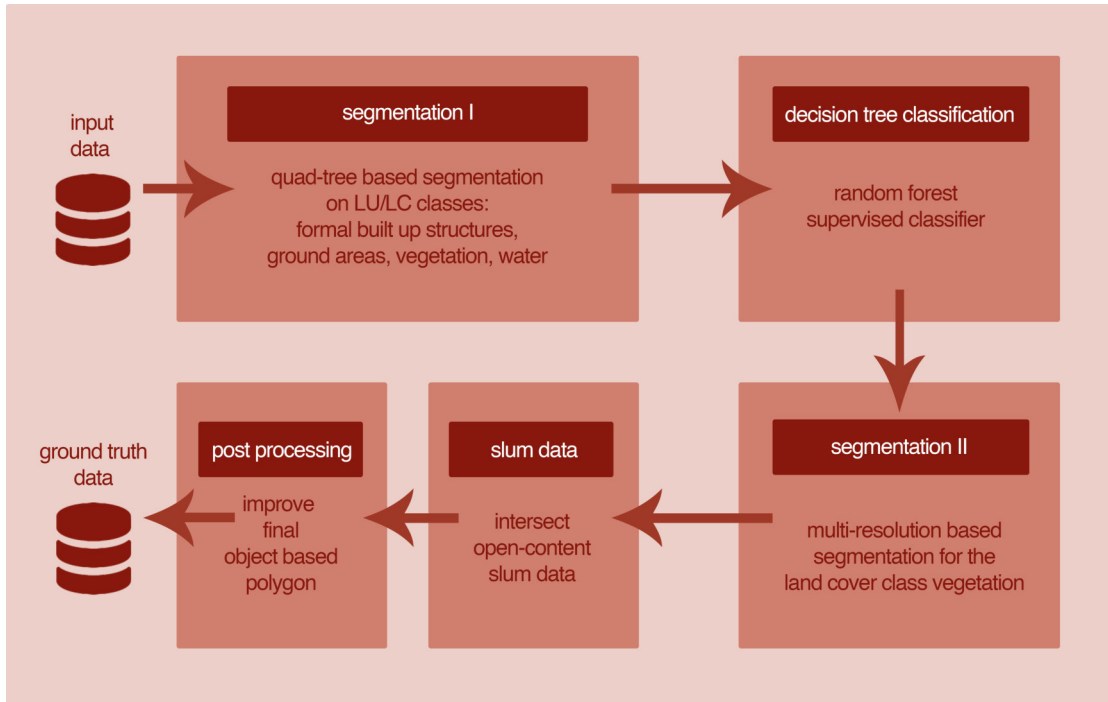 input
data
segmentation I
quad-tree based segmentation
on LU/LC classes:
formal built up structures,
ground areas, vegetation, water
decision tree classification
random forest
supervised classifier
segmentation II
multi-resolution based
segmentation for the
land cover class vegetation
slum data
intersect
open-content
slum data
post processing
improve
final
object based
polygon
ground truth
data